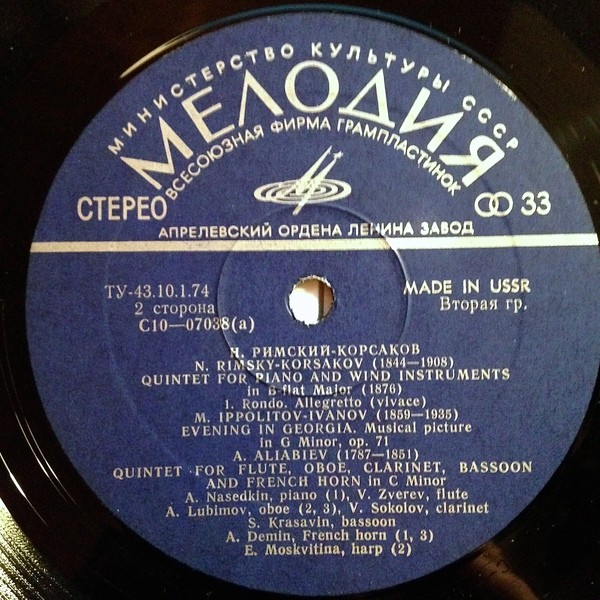 МИНИСТЕРСТВО КУЛЬТУРЫ СССР
МЕЛОДИЯ
ВСЕСОЮЗНАЯ ФИРМА ГРАМПЛАСТИНОК
СТЕРЕО
33
АПРЕЛЕВСКИЙ ОРДЕНА ЛЕНИНА ЗАВОД
ТУ-43.10.1.74
MADE IN USSR
2 сторона
Вторая гр.
С10—07038(а)
Н. РИМСКИЙ-КОРСАКОВ
N. RIMSKY-KORSAKOV (1844—1908)
QUINTET FOR PIANO AND WIND INSTRUMENTS
in B-flat Major (1876)
1. Rondo. Allegretto (vivace)
M. IPPOLITOV-IVANOV (1859—1935)
EVENING IN GEORGIA. Musical picture
in G Minor, op. 71
A. ALIABIEV (1787—1851)
QUINTET FOR FLUTE, OBOE, CLARINET, BASSOON
AND FRENCH HORN in C Minor
A. Nasedkin, piano (1), V. Zverev, flute
A. Lubimov, oboe (2, 3), V. Sokolov, clarinet
S. Krasavin, bassoon
A. Demin, French horn (1, 3)
E. Moskvitina, harp (2)